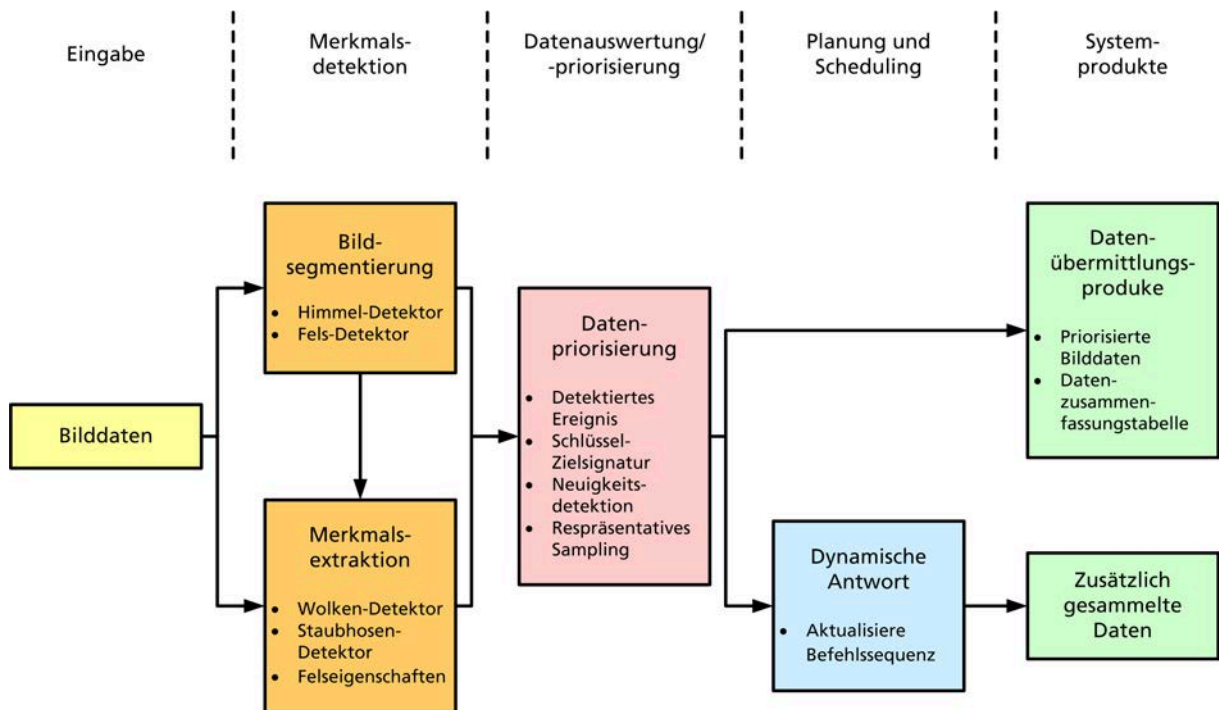 Eingabe
Merkmals-
detektion
Datenauswertung/
-priorisierung
Planung und
Scheduling
System-
produkte
Bilddaten
Bild-
segmentierung
• Himmel-Detektor
• Fels-Detektor
Merkmals-
extraktion
• Wolken-Detektor
• Staubhosen-
Detektor
• Felseigenschaften
Daten-
priorisierung
• Detektiertes
Ereignis
• Schlüssel-
Zielsignatur
• Neuigkeits-
detektion
• Respräsentatives
Sampling
Dynamische
Antwort
• Aktualisiere
Befehlssequenz
Daten-
übermittlungs-
produke
• Priorisierte
Bilddaten
• Daten-
zusammen-
fassungstabelle
Zusätzlich
gesammelte
Daten